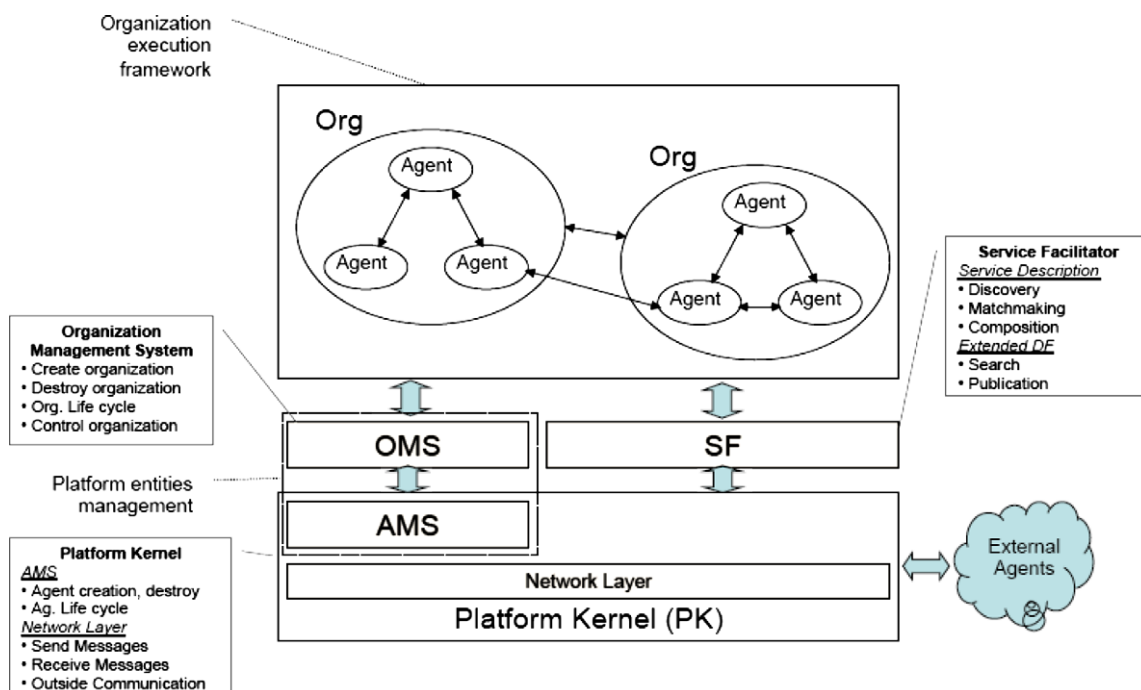 Organization
execution
framework
Org
Agent
Agent
Agent
Org
Agent
Agent
Agent
Service Facilitator
Service Description
• Discovery
• Matchmaking
• Composition
Extended DF
• Search
• Publication
Organization
Management System
• Create organization
• Destroy organization
• Org. Life cycle
• Control organization
OMS
SF
Platform entities
management
AMS
Platform Kernel
AMS
• Agent creation, destroy
• Ag. Life cycle
Network Layer
• Send Messages
• Receive Messages
• Outside Communication
Network Layer
Platform Kernel (PK)
External
Agents